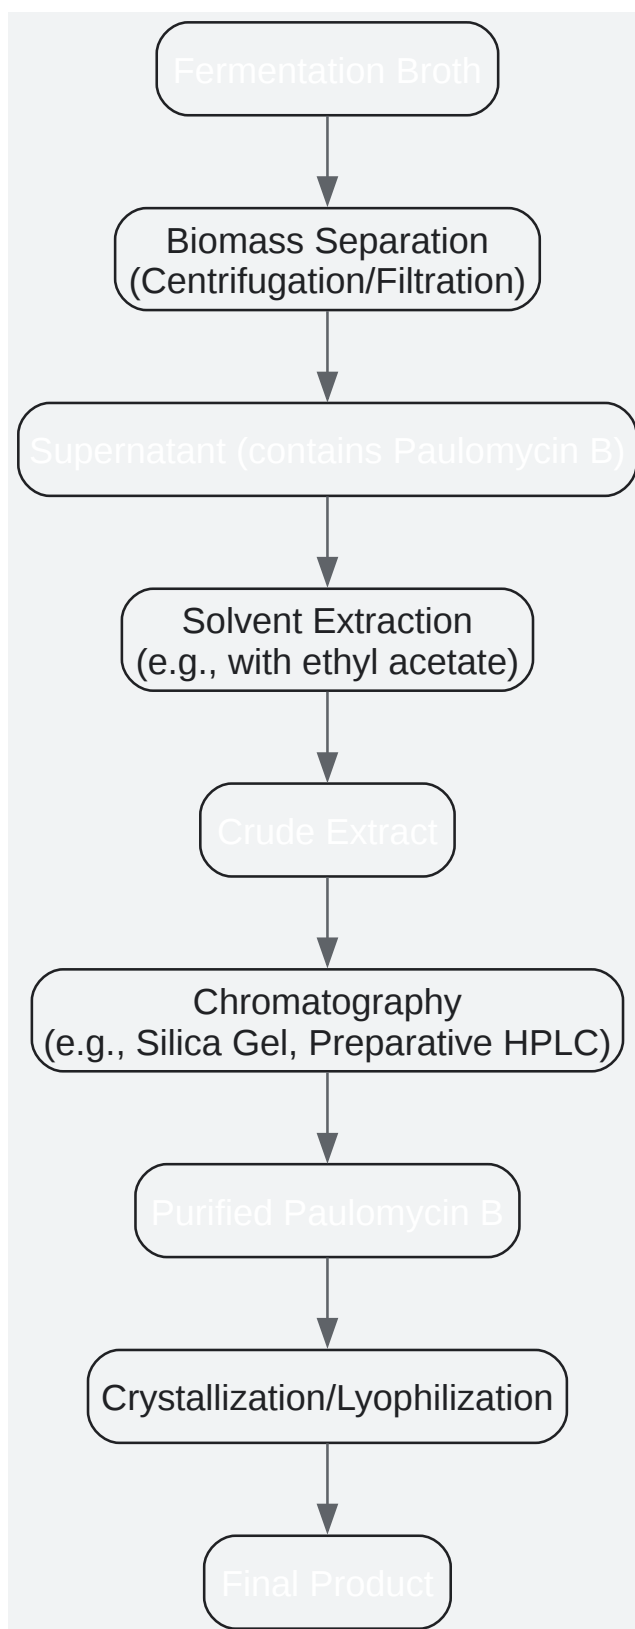 Fermentation Broth
Biomass Separation
(Centrifugation/Filtration)
Supernatant (contains Paulomycin B)
Solvent Extraction
(e.g., with ethyl acetate)
Crude Extract
Chromatography
(e.g., Silica Gel, Preparative HPLC)
Purified Paulomycin B
Crystallization/Lyophilization
Final Product